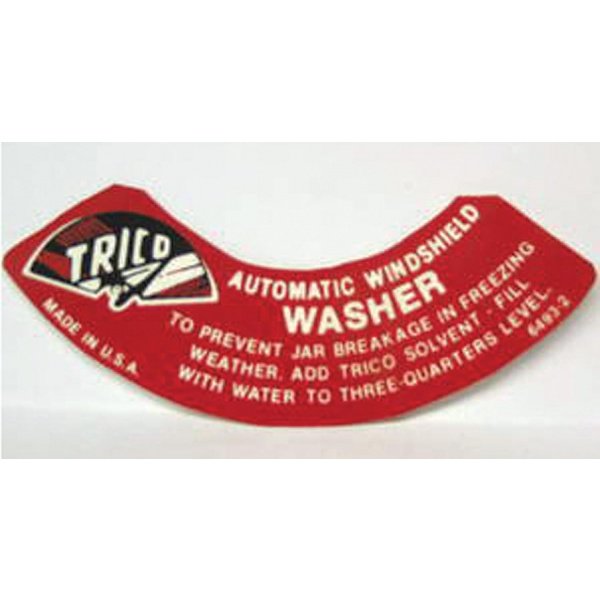 TRICO
MADE IN U.S.A.
AUTOMATIC WINDSHIELD
WASHER
TO PREVENT JAR BREAKAGE IN FREEZING
WEATHER, ADD TRICO SOLVENT - FILL
WITH WATER TO THREE-QUARTERS LEVEL.
6493-2